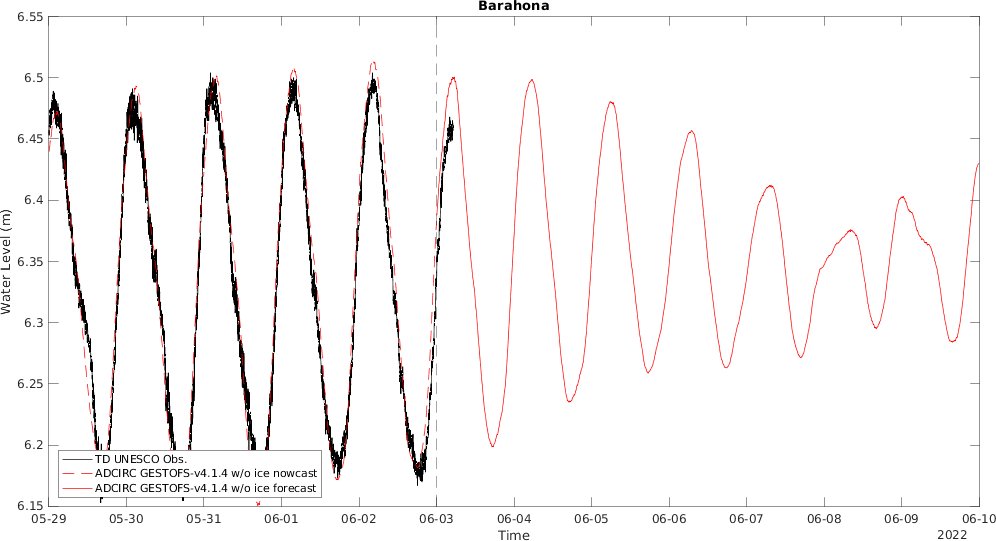 Barahona
6.55
6.5
6.45
6.4
6.35
6.3
6.25
6.2
6.15
Water Level (m)
TD UNESCO Obs.
ADCIRC GESTOFS-v4.1.4 w/o ice nowcast
ADCIRC GESTOFS-v4.1.4 w/o ice forecast
05-29 05-30 05-31 06-01 06-02 06-03 06-04 06-05 06-06 06-07 06-08 06-09 06-10
Time
2022